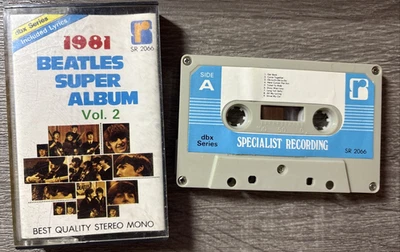 dbx Series
Included Lyrics
SR 2066
1981
BEATLES
SUPER
ALBUM
Vol. 2
BEST QUALITY STEREO MONO
SIDE
A
dbx
Series
SPECIALIST RECORDING
SR 2066